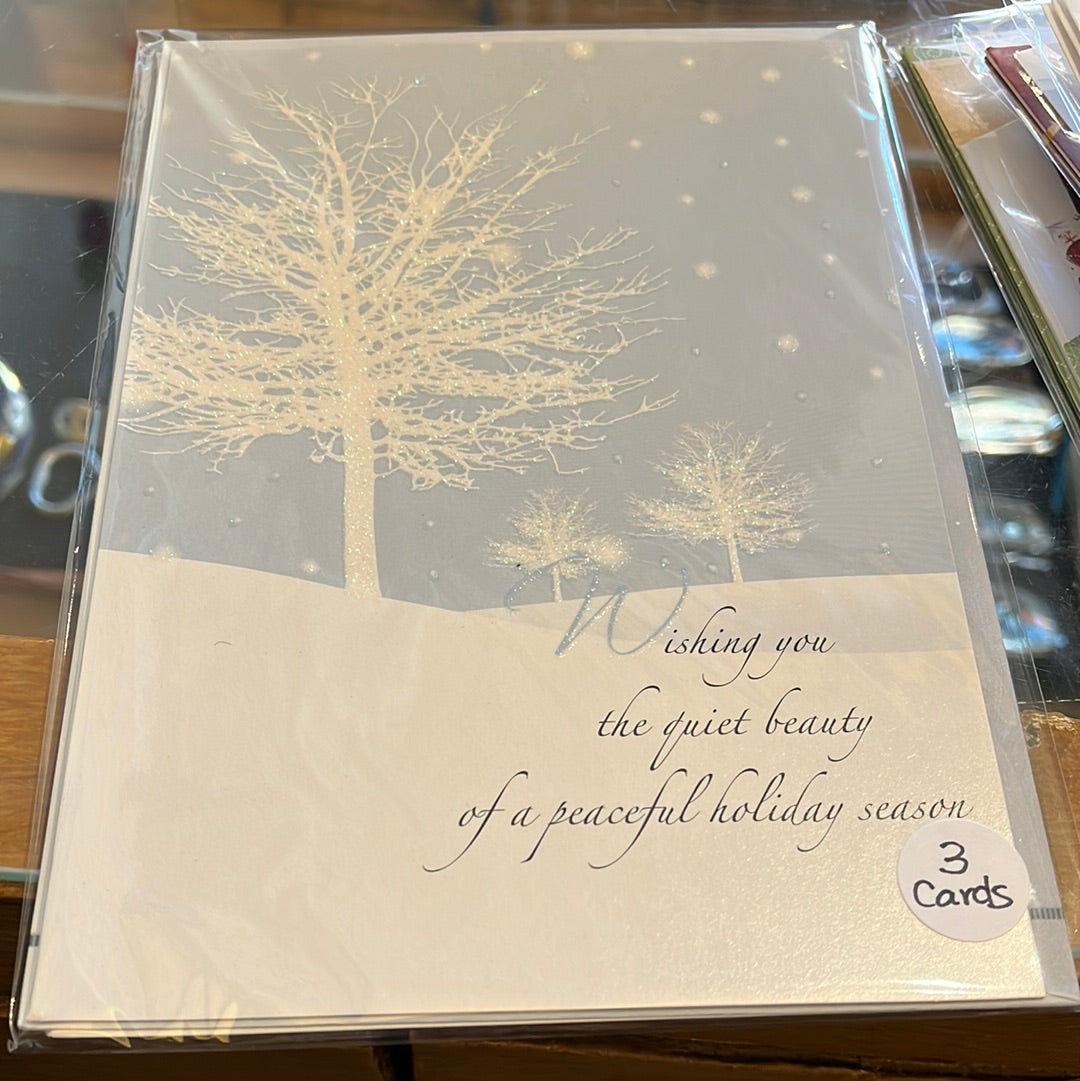 Wishing you
the quiet beauty
of a peaceful holiday season
3
Cards